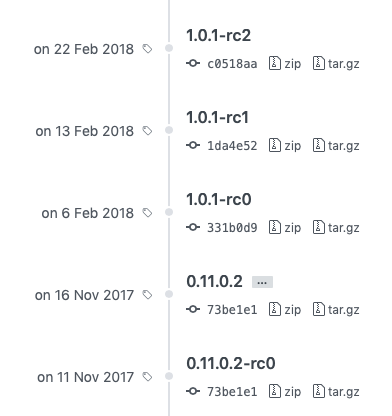 on 22 Feb 2018
1.0.1-rc2
c0518aa zip tar.gz
on 13 Feb 2018
1.0.1-rc1
1da4e52 zip tar.gz
on 6 Feb 2018
1.0.1-rc0
331b0d9 zip tar.gz
on 16 Nov 2017
0.11.0.2 ...
73be1e1 zip tar.gz
on 11 Nov 2017
0.11.0.2-rc0
73be1e1 zip tar.gz